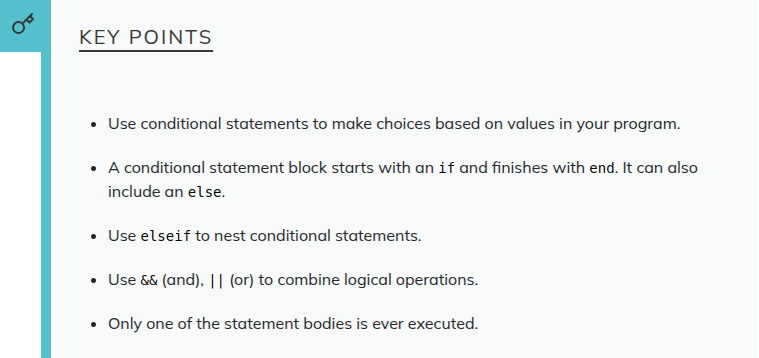 KEY POINTS
• Use conditional statements to make choices based on values in your program.
• A conditional statement block starts with an if and finishes with end. It can also
include an else.
• Use elseif to nest conditional statements.
• Use && (and), || (or) to combine logical operations.
• Only one of the statement bodies is ever executed.